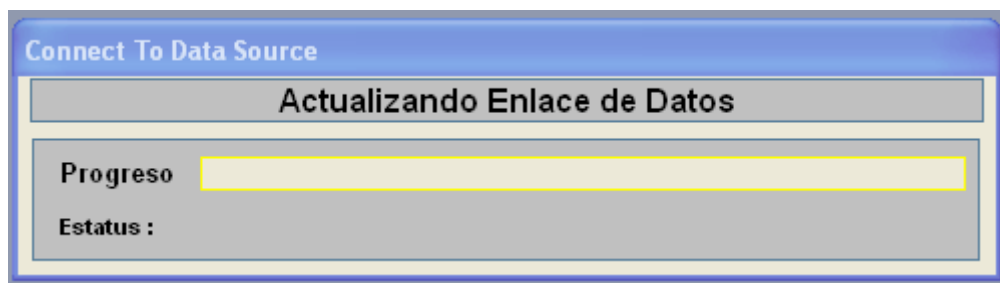 Connect To Data Source
Actualizando Enlace de Datos
Progreso
Estatus :